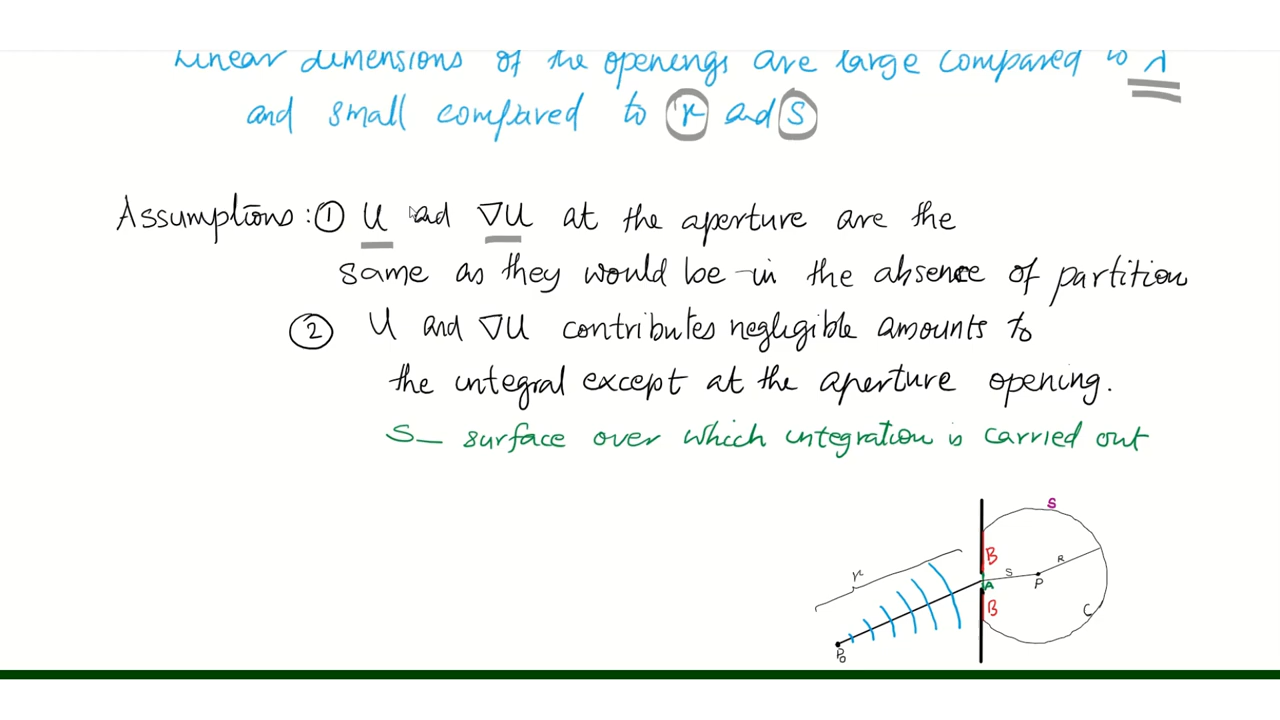 Linear dimensions of the openings are large compared to λ
and small compared to r and s
Assumptions : ① U and ∇U at the aperture are the
same as they would be in the absence of partition
② U and ∇U contributes negligible amounts to
the integral except at the aperture opening.
S_ surface over which integration is carried out
S
B
r
R
S
P
A
B
C
P0